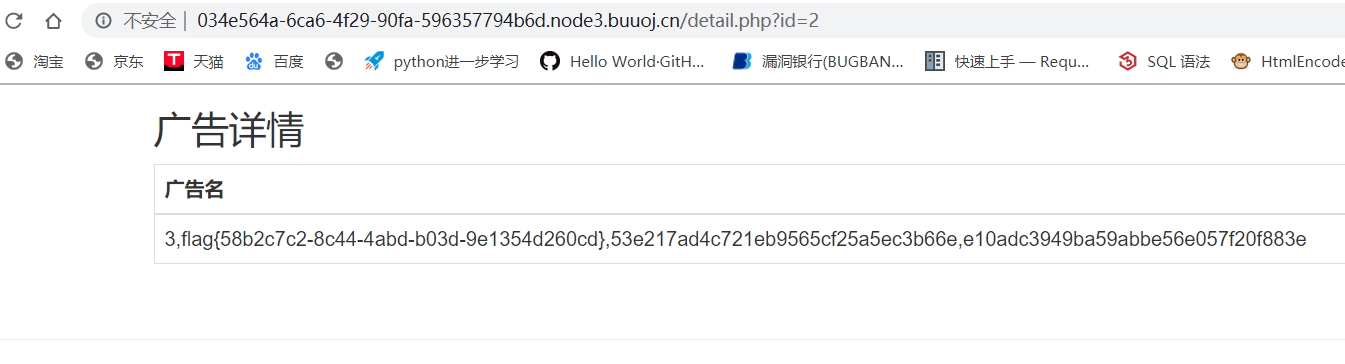 不安全 | 034e564a-6ca6-4f29-90fa-596357794b6d.node3.buuoj.cn/detail.php?id=2
淘宝 京东 T 天猫 百度 python进一步学习 Hello World·GitH... 漏洞银行(BUGBAN... 快速上手 — Requ... SQL 语法 HtmlEncode
广告详情
广告名
3,flag{58b2c7c2-8c44-4abd-b03d-9e1354d260cd},53e217ad4c721eb9565cf25a5ec3b66e,e10adc3949ba59abbe56e057f20f883e